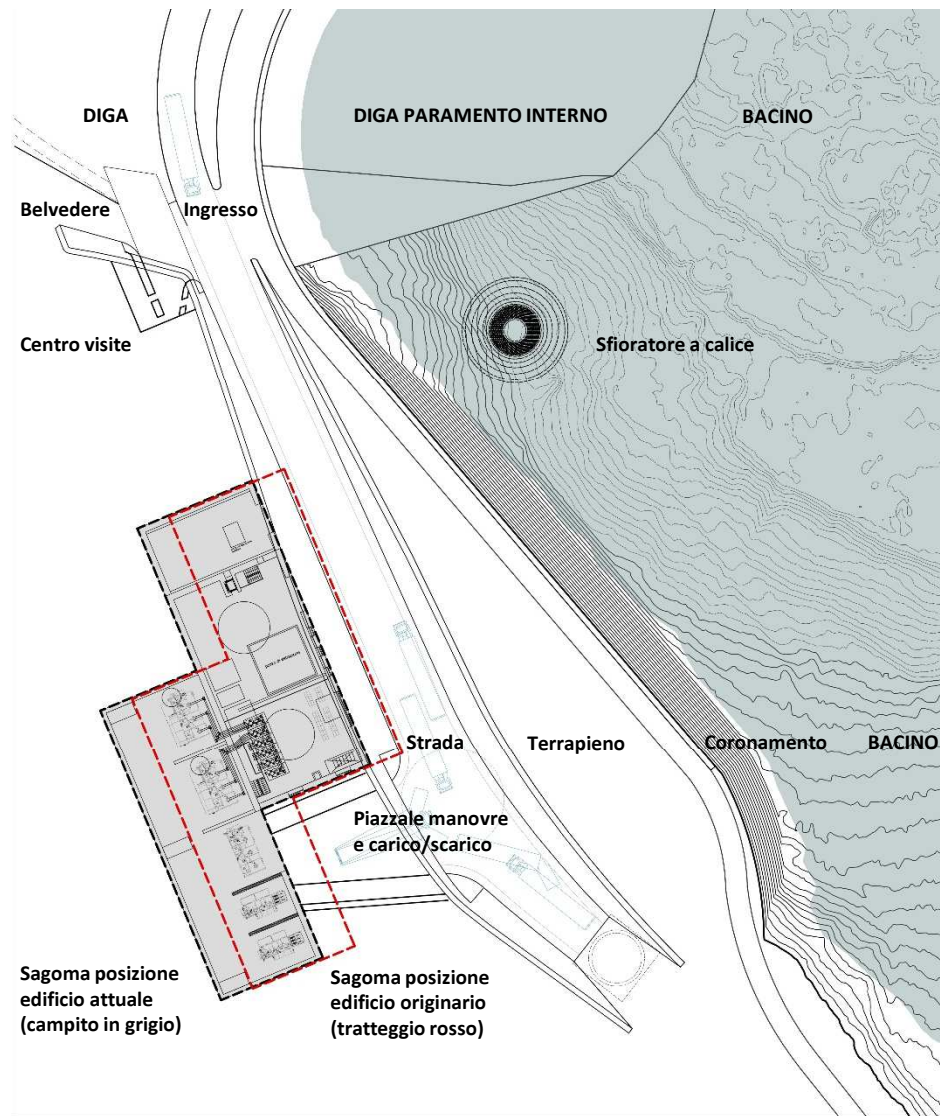 DIGA
DIGA PARAMENTO INTERNO
BACINO
Belvedere
Ingresso
Centro visite
Sfioratore a calice
Strada
Terrapieno
Coronamento
BACINO
Piazzale manovre
e carico/scarico
Sagoma posizione
edificio attuale
(campito in grigio)
Sagoma posizione
edificio originario
(tratteggio rosso)